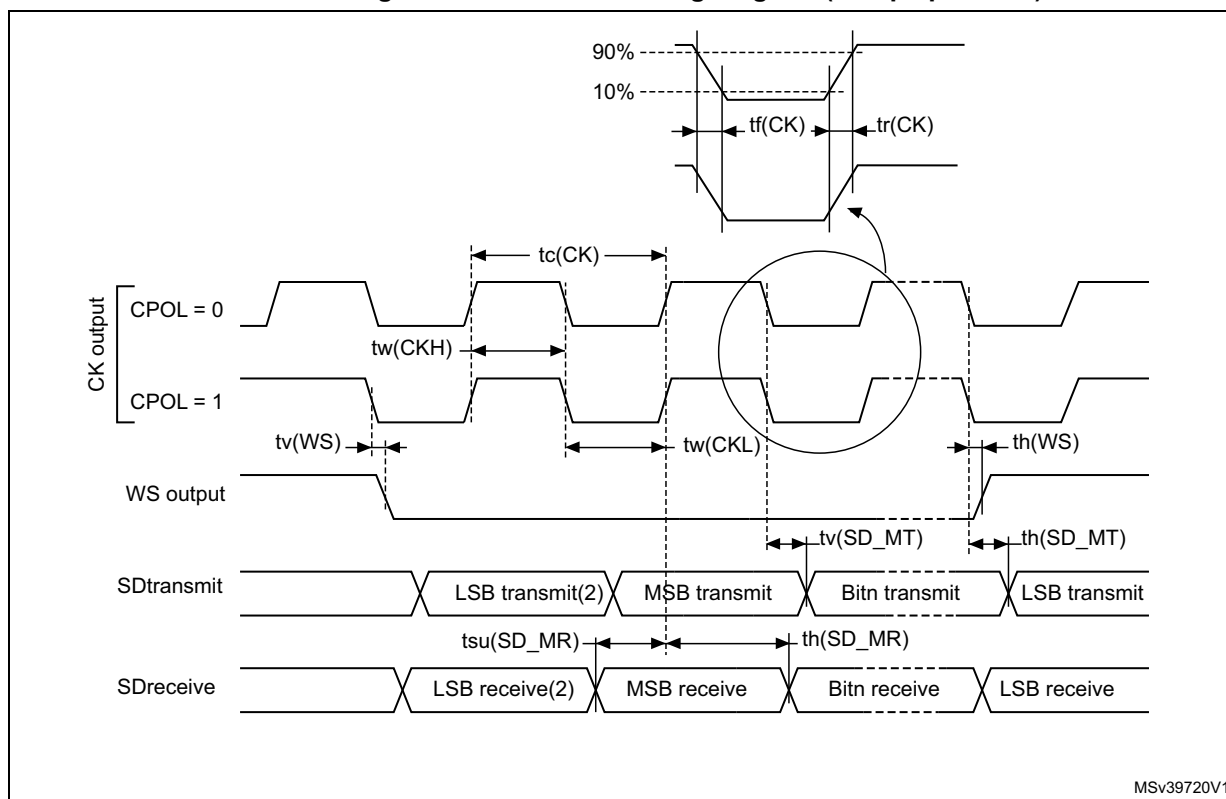 90%
10%
tf(CK)
tr(CK)
tc(CK)
CK output
CPOL = 0
tw(CKH)
CPOL = 1
tv(WS)
tw(CKL)
th(WS)
WS output
tv(SD_MT)
th(SD_MT)
SDtransmit
LSB transmit(2)
MSB transmit
Bitn transmit
LSB transmit
tsu(SD_MR)
th(SD_MR)
SDreceive
LSB receive(2)
MSB receive
Bitn receive
LSB receive
MSv39720V1